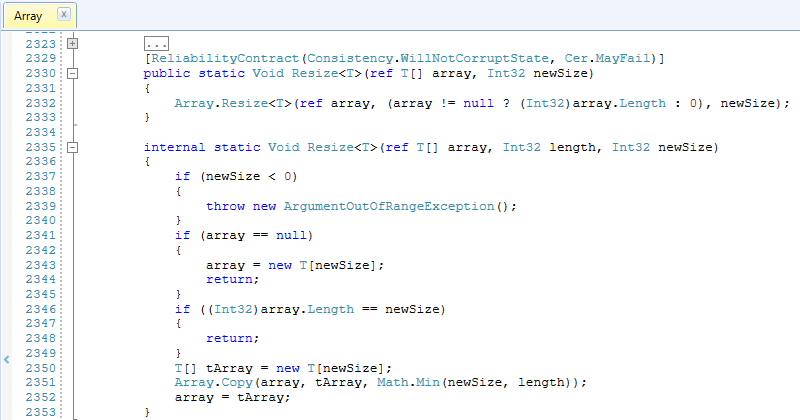 Array x
2322
2323 ...
2329 [ReliabilityContract(Consistency.WillNotCorruptState, Cer.MayFail)]
2330 public static Void Resize<T>(ref T[] array, Int32 newSize)
2331 {
2332 Array.Resize<T>(ref array, (array != null ? (Int32)array.Length : 0), newSize);
2333 }
2334
2335 internal static Void Resize<T>(ref T[] array, Int32 length, Int32 newSize)
2336 {
2337 if (newSize < 0)
2338 {
2339 throw new ArgumentOutOfRangeException();
2340 }
2341 if (array == null)
2342 {
2343 array = new T[newSize];
2344 return;
2345 }
2346 if ((Int32)array.Length == newSize)
2347 {
2348 return;
2349 }
2350 T[] tArray = new T[newSize];
2351 Array.Copy(array, tArray, Math.Min(newSize, length));
2352 array = tArray;
2353 }